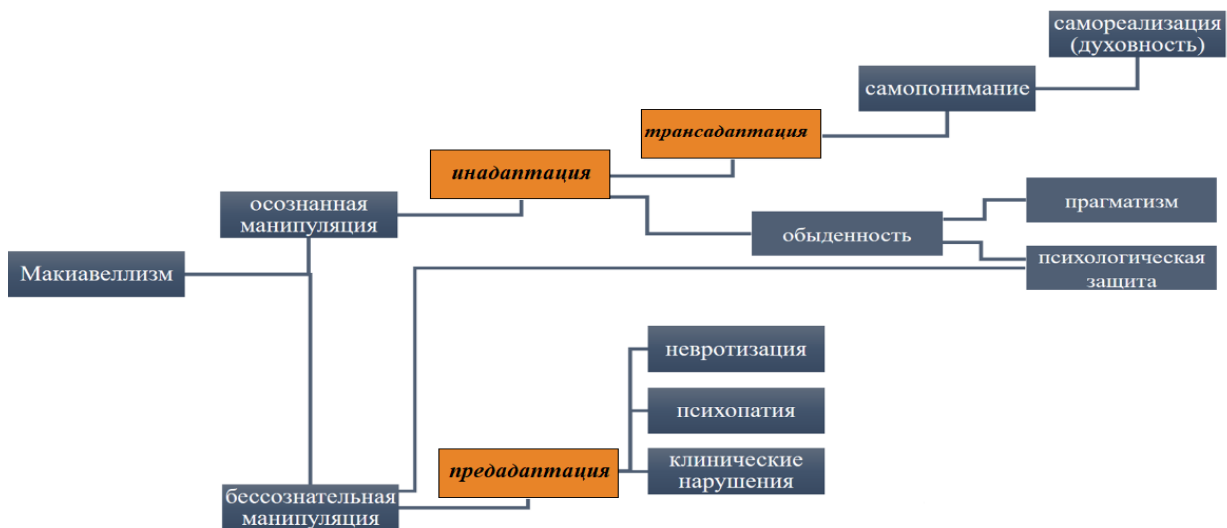 самореализация
(духовность)
самопонимание
трансадаптация
инадаптация
осознанная
манипуляция
прагматизм
обыденность
Макиавеллизм
психологическая
защита
невротизация
психопатия
предадаптация
клинические
нарушения
бессознательная
манипуляция